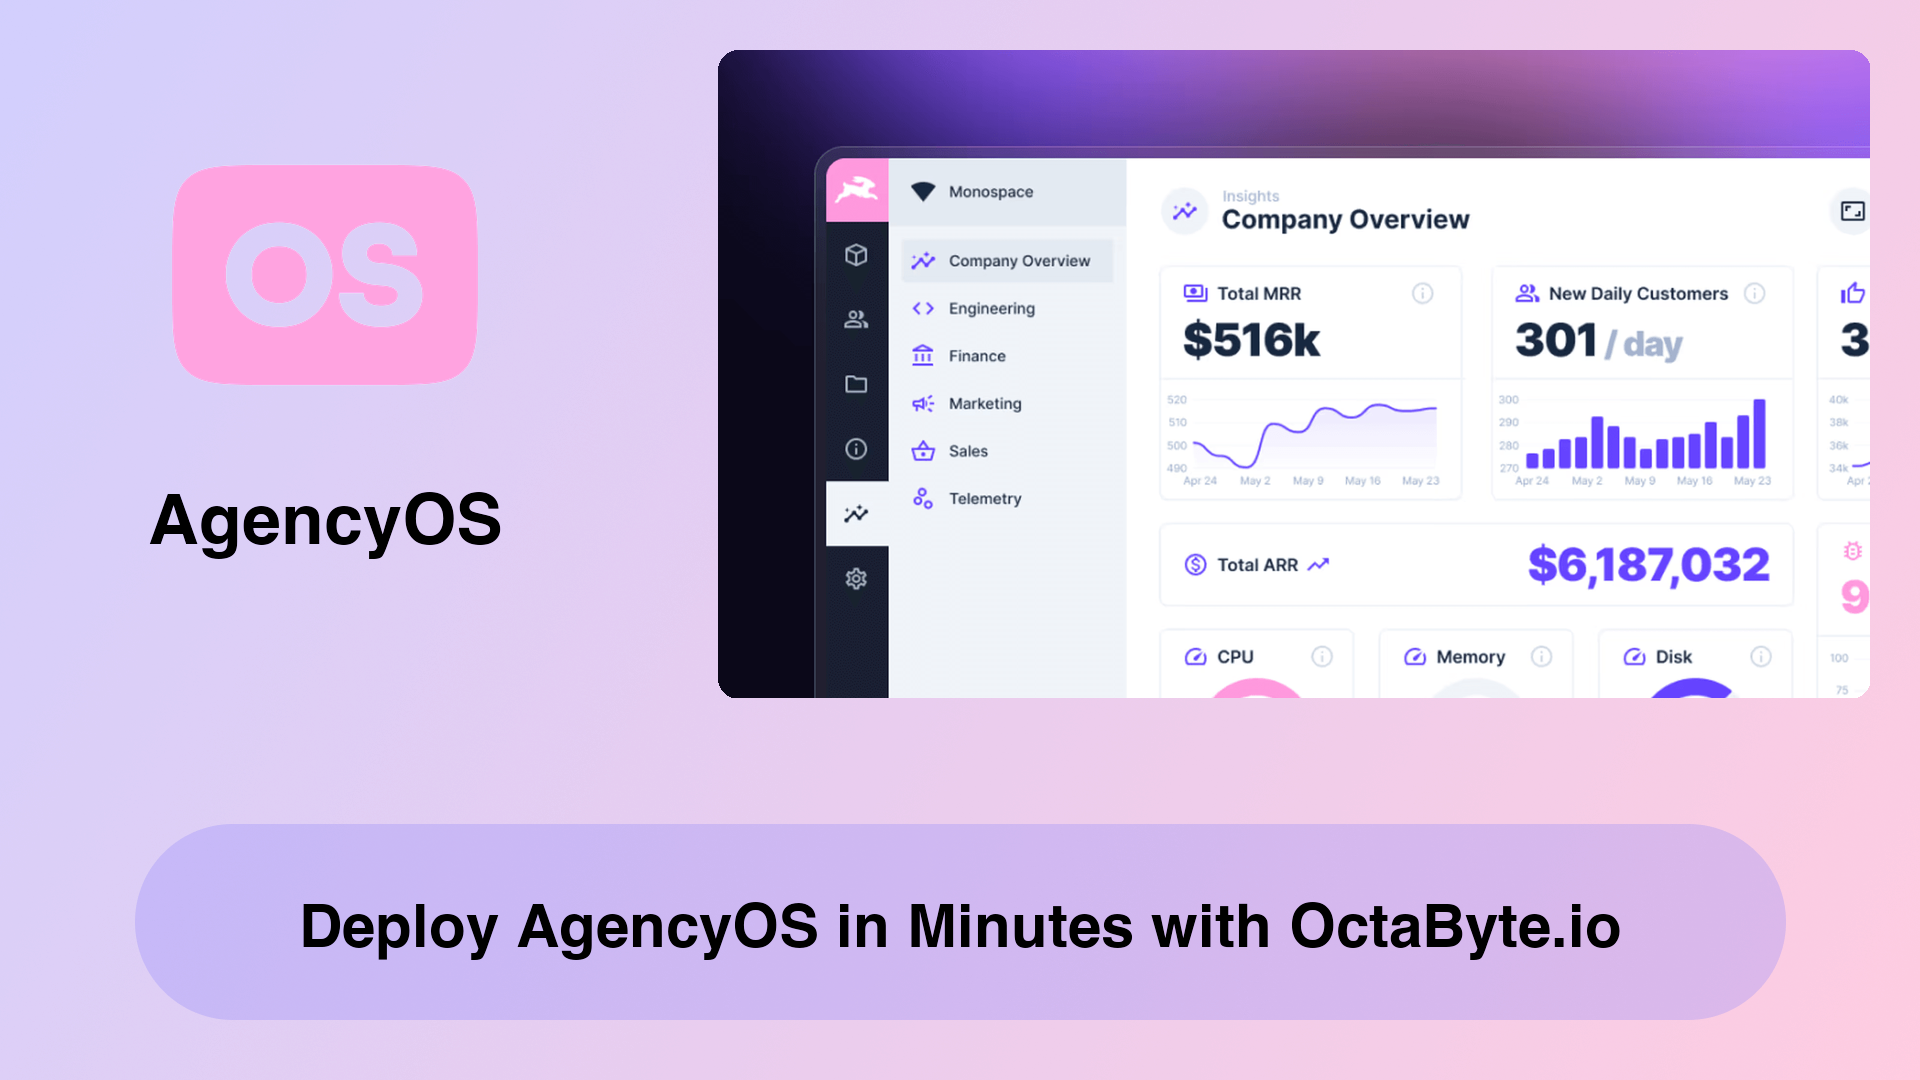 OS
AgencyOS
Monospace
Company Overview
Engineering
Finance
Marketing
Sales
Telemetry
Insights
Company Overview
Total MRR
$516k
520
510
500
490
Apr 24 May 2 May 9 May 16 May 23
New Daily Customers
301 / day
300
290
280
270
Apr 24 May 2 May 9 May 16 May 23
3
40k
38k
36k
34k
Apr
Total ARR
$6,187,032
9
100
75
CPU
Memory
Disk
Deploy AgencyOS in Minutes with OctaByte.io